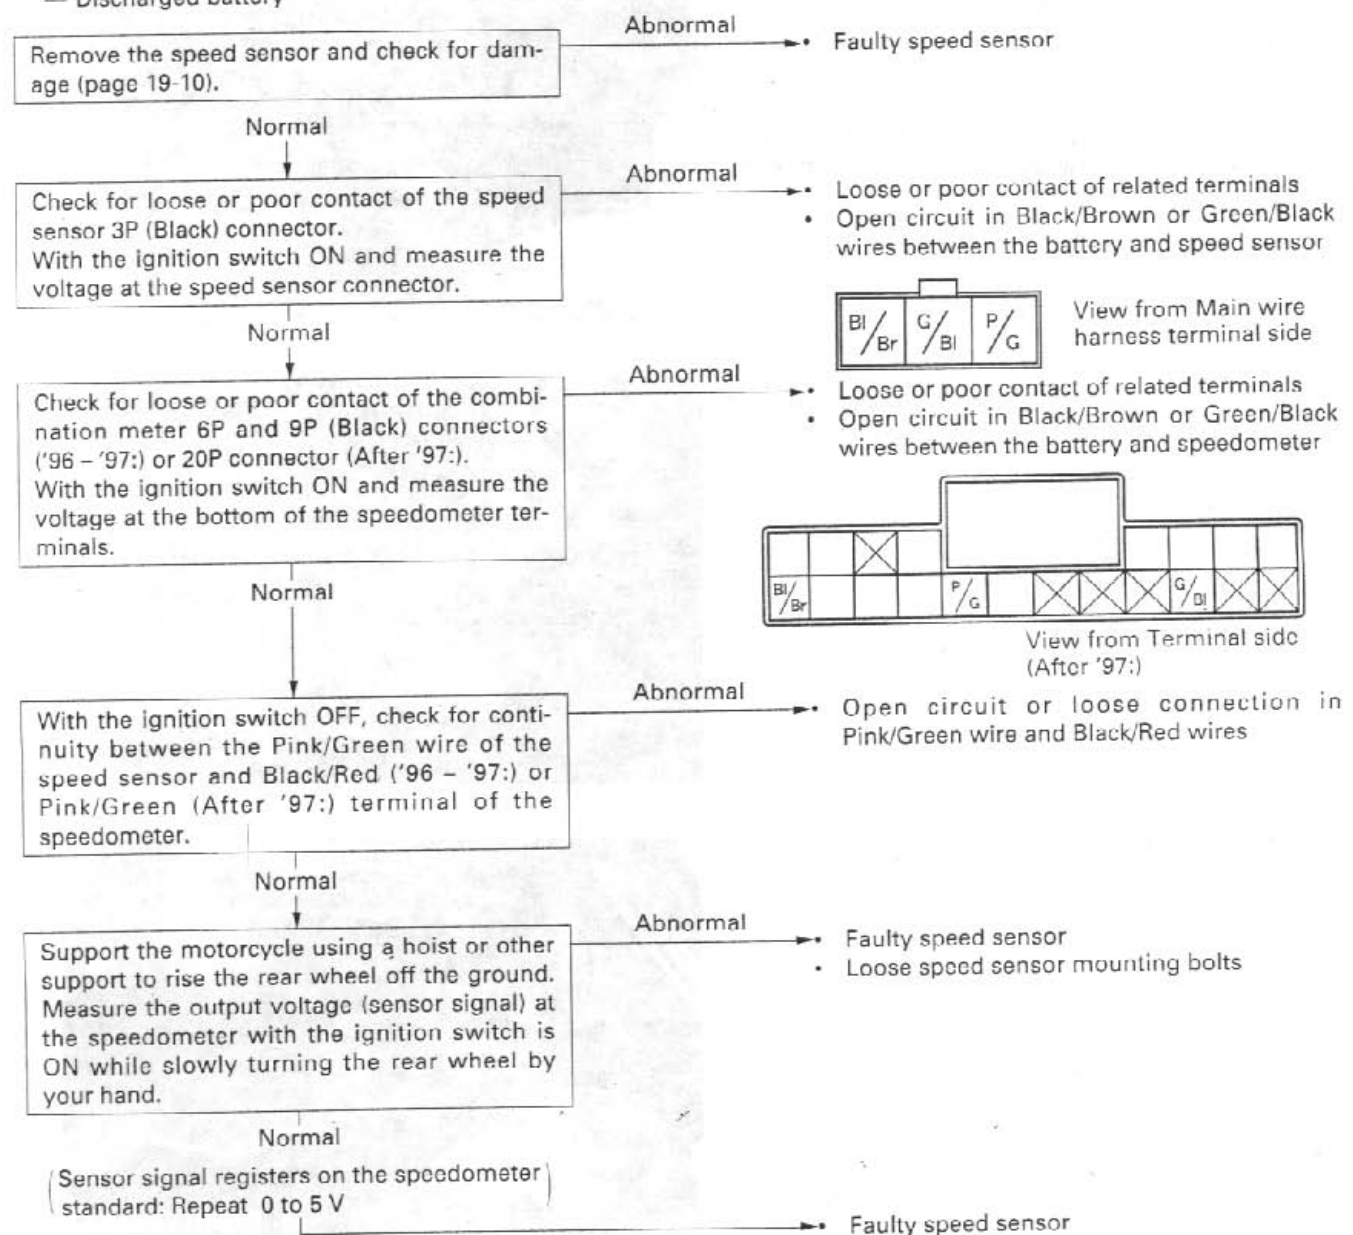 — Discharged battery
Abnormal
Remove the speed sensor and check for dam-
age (page 19-10).
• Faulty speed sensor
Normal
Abnormal
Check for loose or poor contact of the speed
sensor 3P (Black) connector.
With the ignition switch ON and measure the
voltage at the speed sensor connector.
• Loose or poor contact of related terminals
• Open circuit in Black/Brown or Green/Black
wires between the battery and speed sensor
Bl/Br G/Bl P/G
View from Main wire
harness terminal side
Normal
Abnormal
Check for loose or poor contact of the combi-
nation meter 6P and 9P (Black) connectors
('96 – '97:) or 20P connector (After '97:).
With the ignition switch ON and measure the
voltage at the bottom of the speedometer ter-
minals.
• Loose or poor contact of related terminals
• Open circuit in Black/Brown or Green/Black
wires between the battery and speedometer
Bl/Br P/G G/Bl
View from Terminal side
(After '97:)
Normal
Abnormal
With the ignition switch OFF, check for conti-
nuity between the Pink/Green wire of the
speed sensor and Black/Red ('96 – '97:) or
Pink/Green (After '97:) terminal of the
speedometer.
• Open circuit or loose connection in
Pink/Green wire and Black/Red wires
Normal
Abnormal
Support the motorcycle using a hoist or other
support to rise the rear wheel off the ground.
Measure the output voltage (sensor signal) at
the speedometer with the ignition switch is
ON while slowly turning the rear wheel by
your hand.
• Faulty speed sensor
• Loose speed sensor mounting bolts
Normal
(Sensor signal registers on the speedometer
standard: Repeat 0 to 5 V)
• Faulty speed sensor